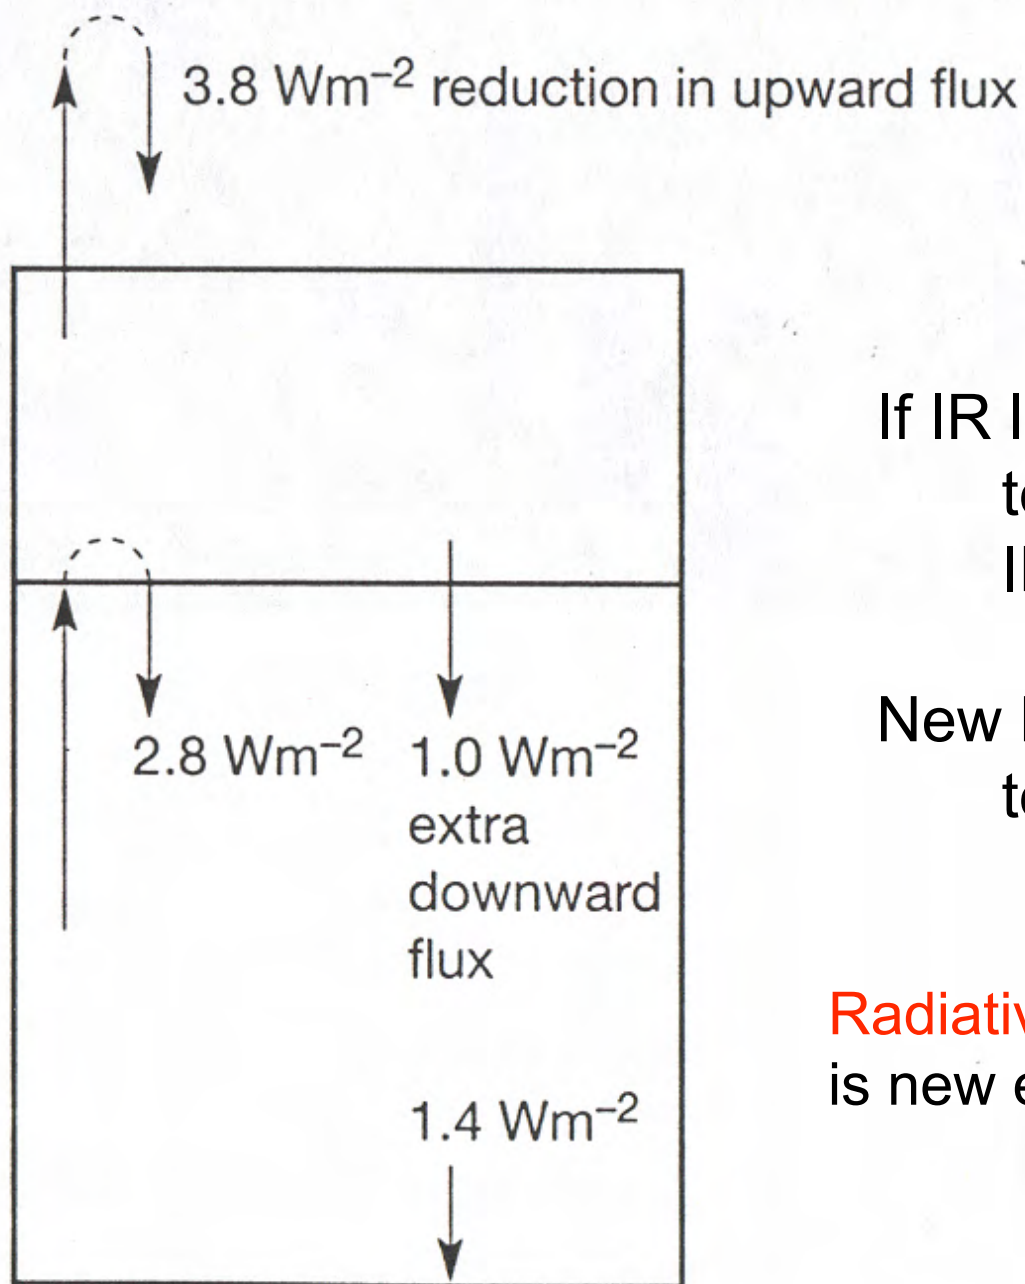 3.8 Wm⁻² reduction in upward flux
2.8 Wm⁻²
1.0 Wm⁻²
extra
downward
flux
1.4 Wm⁻²
If IR
New
is new